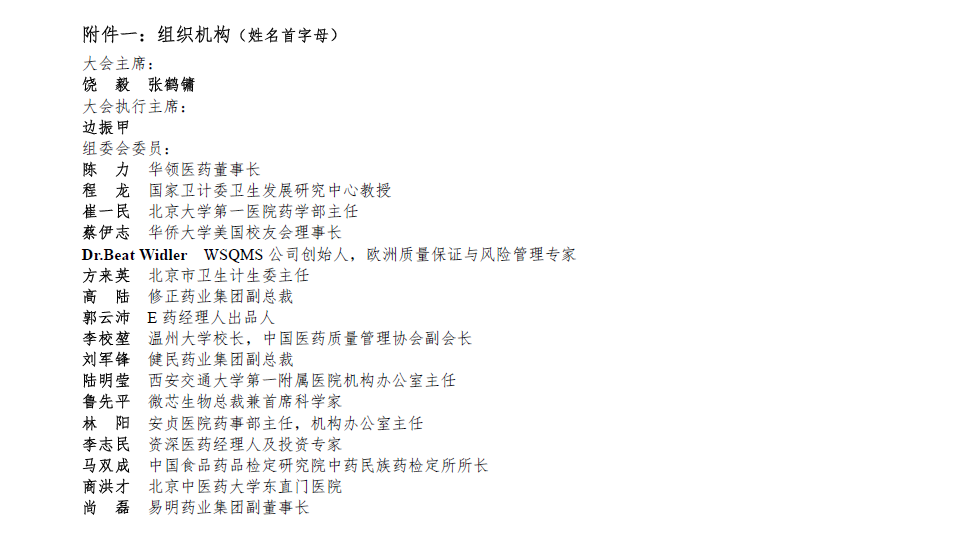 附件一：组织机构（姓名首字母）
大会主席：
饶　毅　张鹤镛
大会执行主席：
边振甲
组委会委员：
陈　力　华领医药董事长
程　龙　国家卫计委卫生发展研究中心教授
崔一民　北京大学第一医院药学部主任
蔡伊志　华侨大学美国校友会理事长
Dr.Beat Widler　WSQMS 公司创始人，欧洲质量保证与风险管理专家
方来英　北京市卫生计生委主任
高　陆　修正药业集团副总裁
郭云沛　E 药经理人出品人
李校堃　温州大学校长，中国医药质量管理协会副会长
刘军锋　健民药业集团副总裁
陆明莹　西安交通大学第一附属医院机构办公室主任
鲁先平　微芯生物总裁兼首席科学家
林　阳　安贞医院药事部主任，机构办公室主任
李志民　资深医药经理人及投资专家
马双成　中国食品药品检定研究院中药民族药检定所所长
商洪才　北京中医药大学东直门医院
尚　磊　易明药业集团副董事长